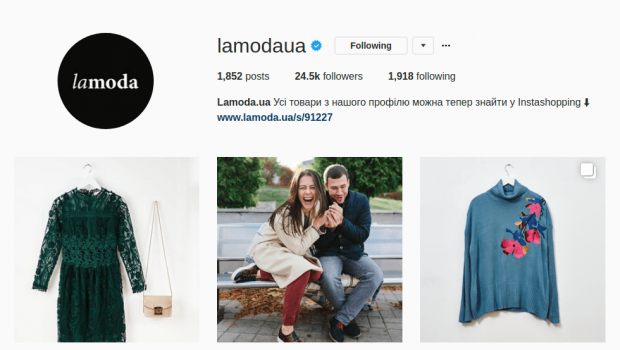 lamoda
lamodaua Following
1,852 posts 24.5k followers 1,918 following
Lamoda.ua Усі товари з нашого профілю можна тепер знайти у Instashopping ⬇
www.lamoda.ua/s/91227